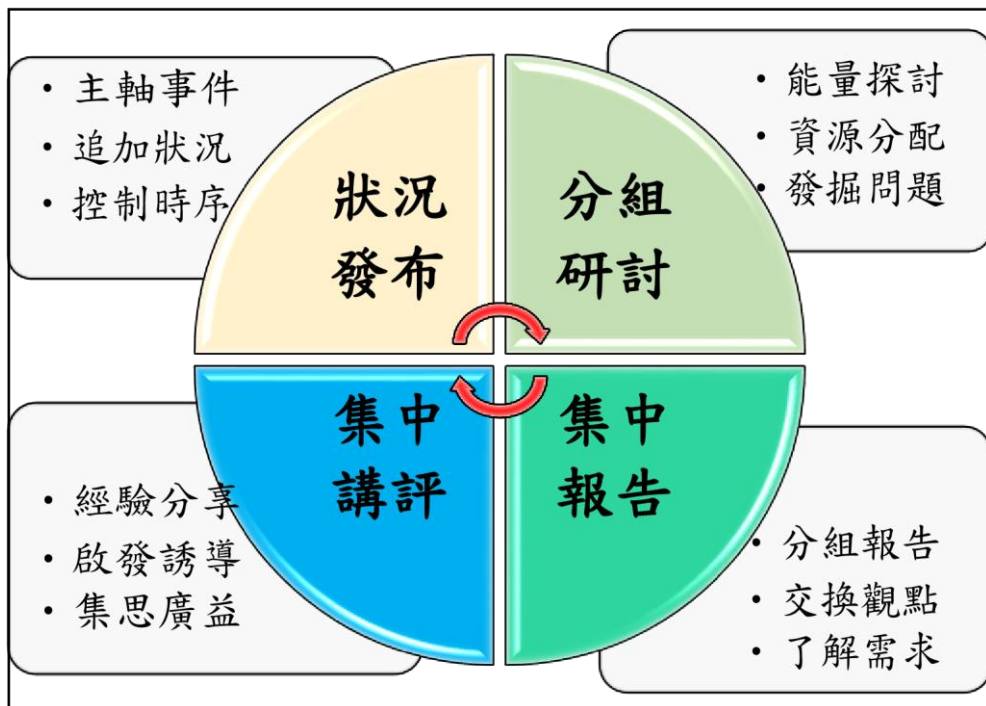 • 主軸事件
• 追加狀況
• 控制時序
狀況
發布
分組
研討
• 能量探討
• 資源分配
• 發掘問題
• 經驗分享
• 啟發誘導
• 集思廣益
集中
講評
集中
報告
• 分組報告
• 交換觀點
• 了解需求